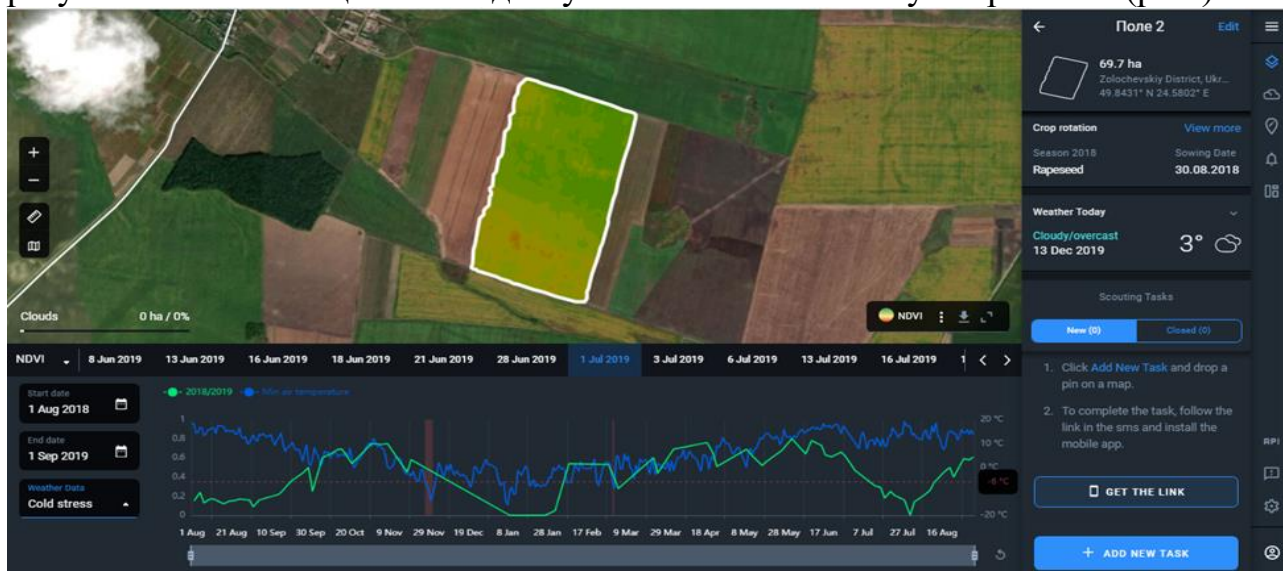 Поле 2
Edit
69.7 ha
Zolochevskiy District, Ukr...
49.8431° N 24.5802° E
Crop rotation
View more
Season 2018
Sowing Date
Rapeseed
30.08.2018
Weather Today
Cloudy/overcast
13 Dec 2019
3°
Scouting Tasks
New (0)
Closed (0)
1. Click Add New Task and drop a
pin on a map.
2. To complete the task, follow the
link in the sms and install the
mobile app.
GET THE LINK
+ ADD NEW TASK
Clouds
0 ha / 0%
NDVI
NDVI
8 Jun 2019
13 Jun 2019
16 Jun 2019
18 Jun 2019
21 Jun 2019
28 Jun 2019
1 Jul 2019
3 Jul 2019
6 Jul 2019
13 Jul 2019
16 Jul 2019
Start date
1 Aug 2018
End date
1 Sep 2019
Weather Data
Cold stress
2018/2019
Min air temperature
1
0.8
0.6
0.4
0.2
0
20 °C
10 °C
0 °C
-20 °C
1 Aug 21 Aug 10 Sep 30 Sep 20 Oct 9 Nov 29 Nov 19 Dec 8 Jan 28 Jan 17 Feb 9 Mar 29 Mar 18 Apr 8 May 28 May 17 Jun 7 Jul 27 Jul 16 Aug